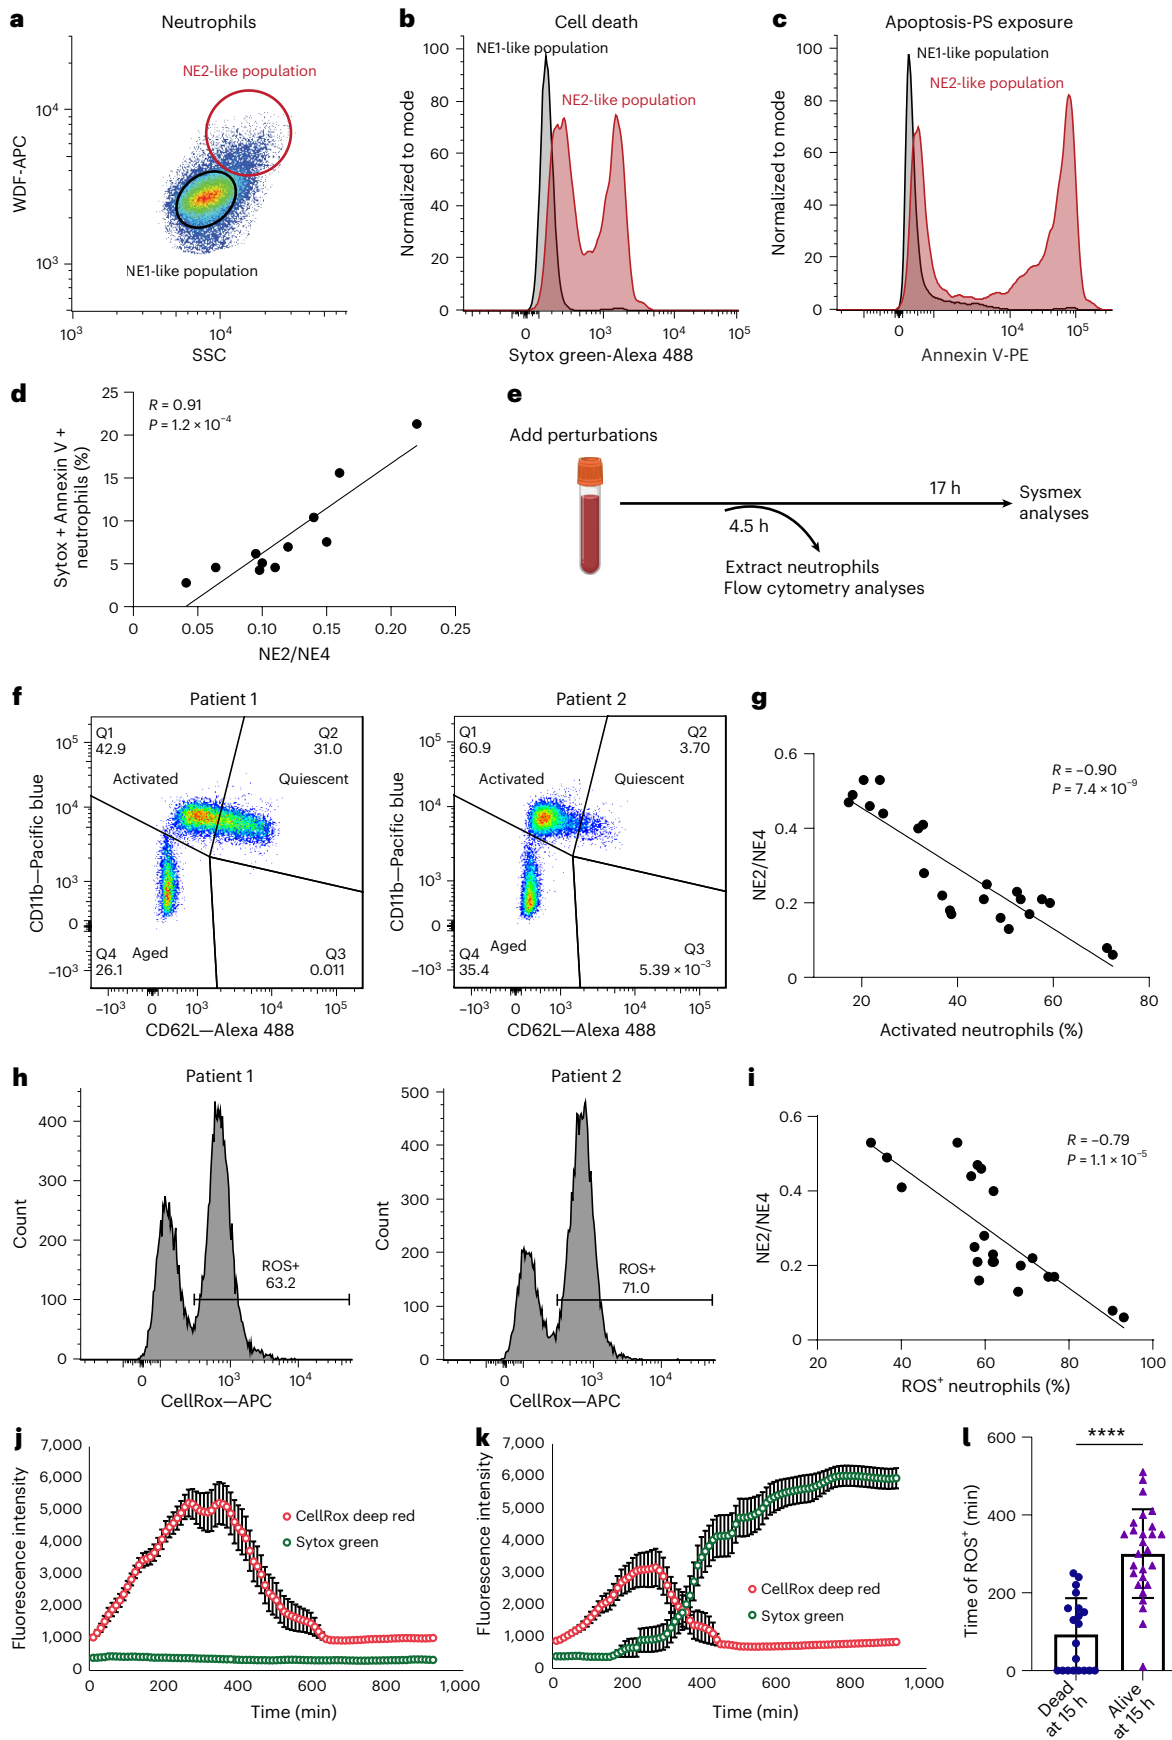 a
Neutrophils
NE2-like population
10⁴
10³
WDF-APC
NE1-like population
10³
10⁴
SSC
b
Cell death
NE1-like population
NE2-like population
100
80
60
40
20
0
Normalized to mode
0
10³
10⁴
10⁵
Sytox green-Alexa 488
c
Apoptosis-PS exposure
NE1-like population
NE2-like population
100
80
60
40
20
0
Normalized to mode
0
10⁴
10⁵
Annexin V-PE
d
R = 0.91
P = 1.2 × 10⁻⁴
25
20
15
10
5
0
Sytox + Annexin V +
neutrophils (%)
0
0.05
0.10
0.15
0.20
0.25
NE2/NE4
e
Add perturbations
17 h
Sysmex
analyses
4.5 h
Extract neutrophils
Flow cytometry analyses
f
Patient 1
Q1
42.9
Q2
31.0
Activated
Quiescent
Aged
Q4
26.1
Q3
0.011
10⁵
10⁴
10³
0
−10³
CD11b—Pacific blue
−10³
0
10³
10⁴
10⁵
CD62L—Alexa 488
Patient 2
Q1
60.9
Q2
3.70
Activated
Quiescent
Aged
Q4
35.4
Q3
5.39 × 10⁻³
10⁵
10⁴
10³
0
−10³
CD11b—Pacific blue
−10³
0
10³
10⁴
10⁵
CD62L—Alexa 488
g
R = −0.90
P = 7.4 × 10⁻⁹
0.6
0.4
0.2
0
NE2/NE4
20
40
60
80
Activated neutrophils (%)
h
Patient 1
400
300
200
100
0
Count
ROS+
63.2
0
10³
10⁴
CellRox—APC
Patient 2
500
400
300
200
100
0
Count
ROS+
71.0
0
10³
10⁴
CellRox—APC
i
R = −0.79
P = 1.1 × 10⁻⁵
0.6
0.4
0.2
0
NE2/NE4
20
40
60
80
100
ROS⁺ neutrophils (%)
j
7,000
6,000
5,000
4,000
3,000
2,000
1,000
0
Fluorescence intensity
CellRox deep red
Sytox green
0
200
400
600
800
1,000
Time (min)
k
7,000
6,000
5,000
4,000
3,000
2,000
1,000
0
Fluorescence intensity
CellRox deep red
Sytox green
0
200
400
600
800
1,000
Time (min)
l
****
600
400
200
0
Time of ROS⁺ (min)
Dead
at 15 h
Alive
at 15 h